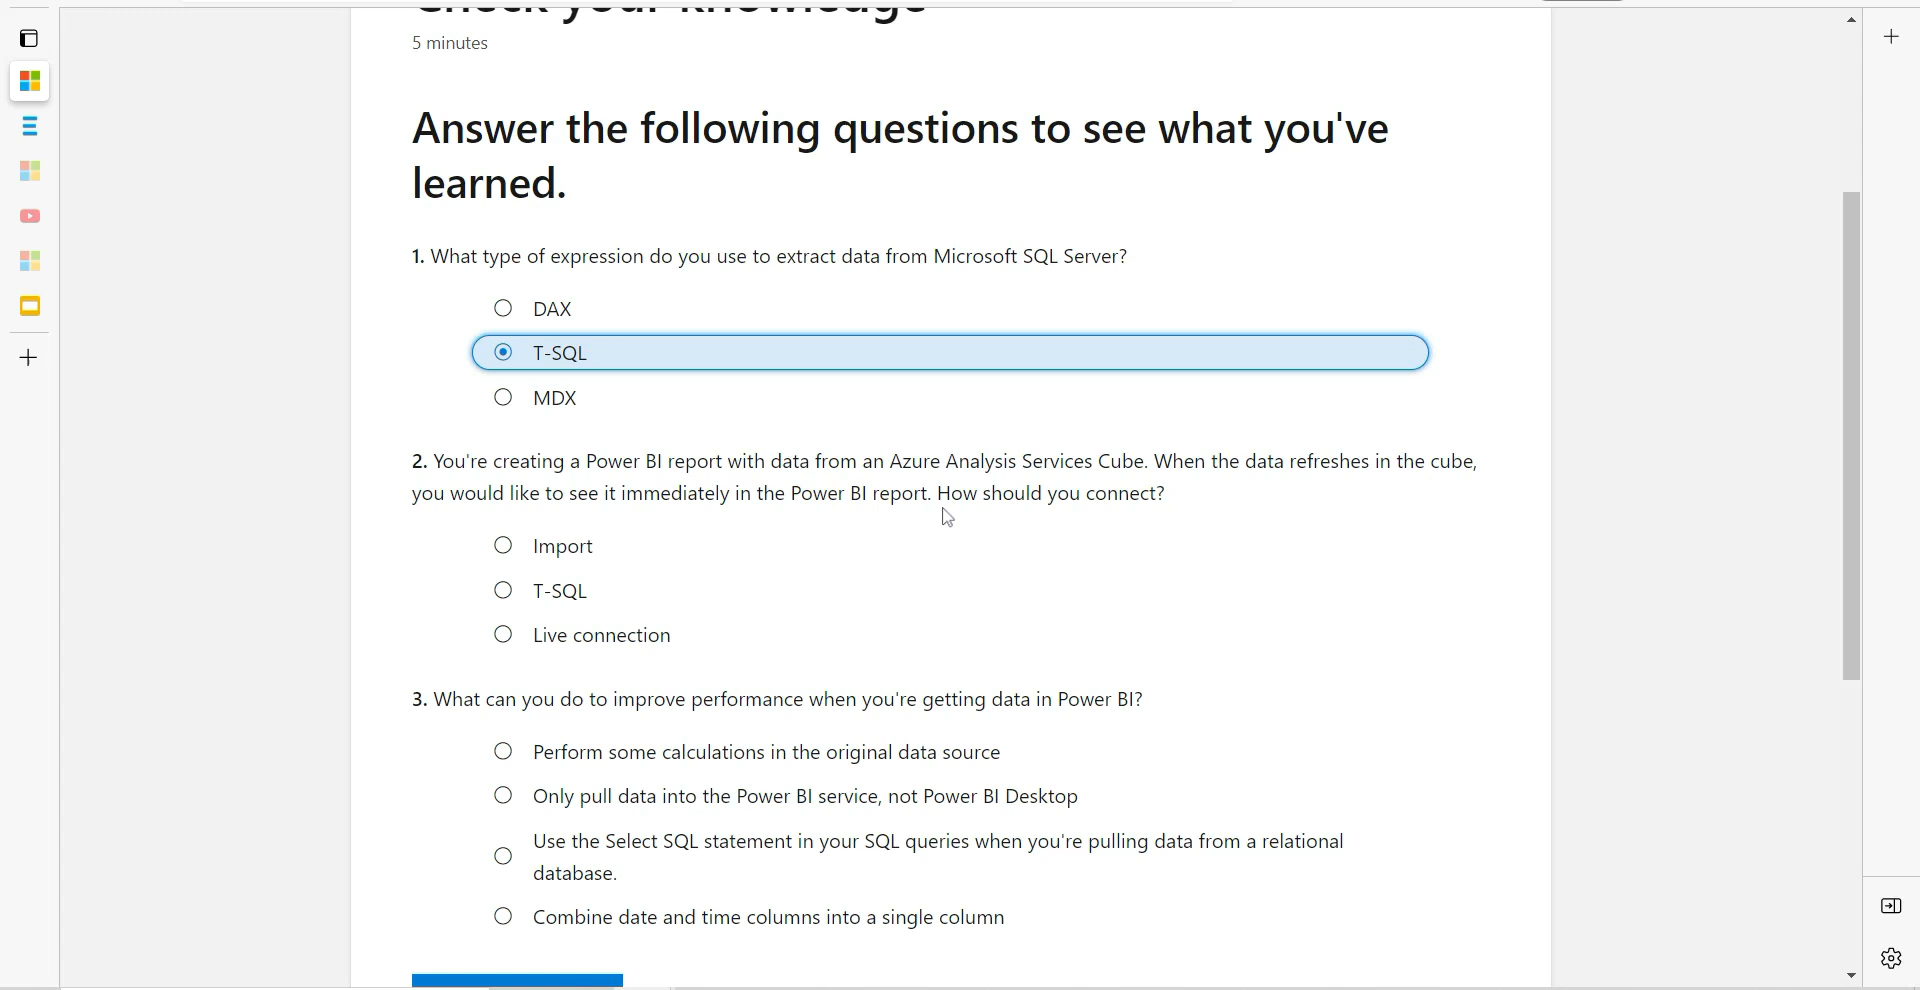 Check your knowledge
5 minutes
Answer the following questions to see what you've
learned.
1. What type of expression do you use to extract data from Microsoft SQL Server?
DAX
T-SQL
MDX
2. You're creating a Power BI report with data from an Azure Analysis Services Cube. When the data refreshes in the cube,
you would like to see it immediately in the Power BI report. How should you connect?
Import
T-SQL
Live connection
3. What can you do to improve performance when you're getting data in Power BI?
Perform some calculations in the original data source
Only pull data into the Power BI service, not Power BI Desktop
Use the Select SQL statement in your SQL queries when you're pulling data from a relational
database.
Combine date and time columns into a single column